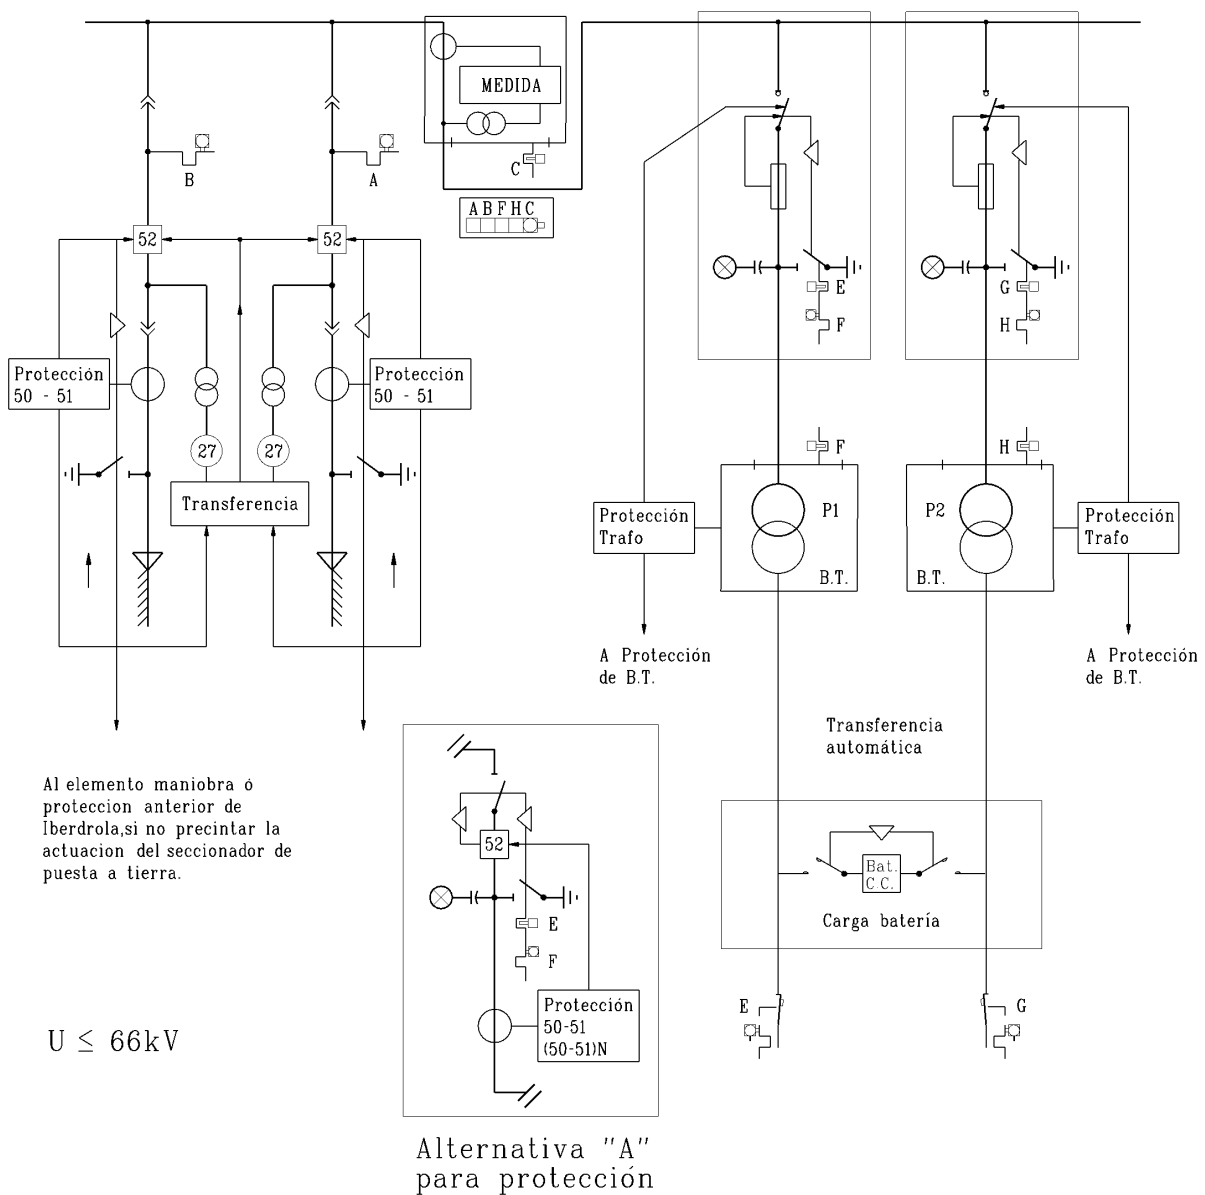 MEDIDA
B
A
C
A B F H C
52
52
E
F
G
H
Protección
50 - 51
Protección
50 - 51
27
27
Transferencia
F
H
Protección
Trafo
P1
B.T.
P2
B.T.
Protección
Trafo
A Protección
de B.T.
A Protección
de B.T.
Transferencia
automática
Al elemento maniobra ó
proteccion anterior de
Iberdrola,si no precintar la
actuacion del seccionador de
puesta a tierra.
52
E
F
Protección
50-51
(50-51)N
Bat.
C.C.
Carga batería
E
G
U ≤ 66kV
Alternativa "A"
para protección